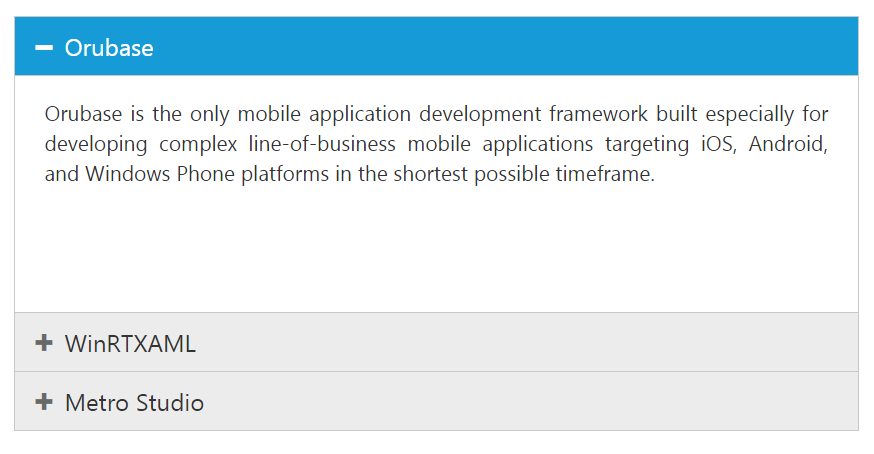 Orubase
Orubase is the only mobile application development framework built especially for
developing complex line-of-business mobile applications targeting iOS, Android,
and Windows Phone platforms in the shortest possible timeframe.
WinRTXAML
Metro Studio